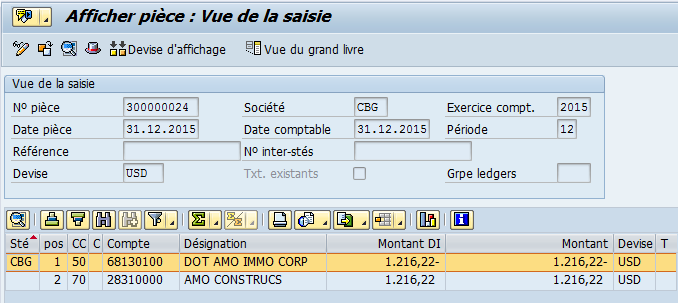 Afficher pièce : Vue de la saisie
Devise d'affichage Vue du grand livre
Vue de la saisie
Nº pièce 300000024 Société CBG Exercice compt. 2015
Date pièce 31.12.2015 Date comptable 31.12.2015 Période 12
Référence Nº inter-stés
Devise USD Txt. existants Grpe ledgers
Sté pos CC C Compte Désignation Montant DI Montant Devise T
CBG 1 50 68130100 DOT AMO IMMO CORP 1.216,22- 1.216,22- USD
2 70 28310000 AMO CONSTRUCS 1.216,22 1.216,22 USD